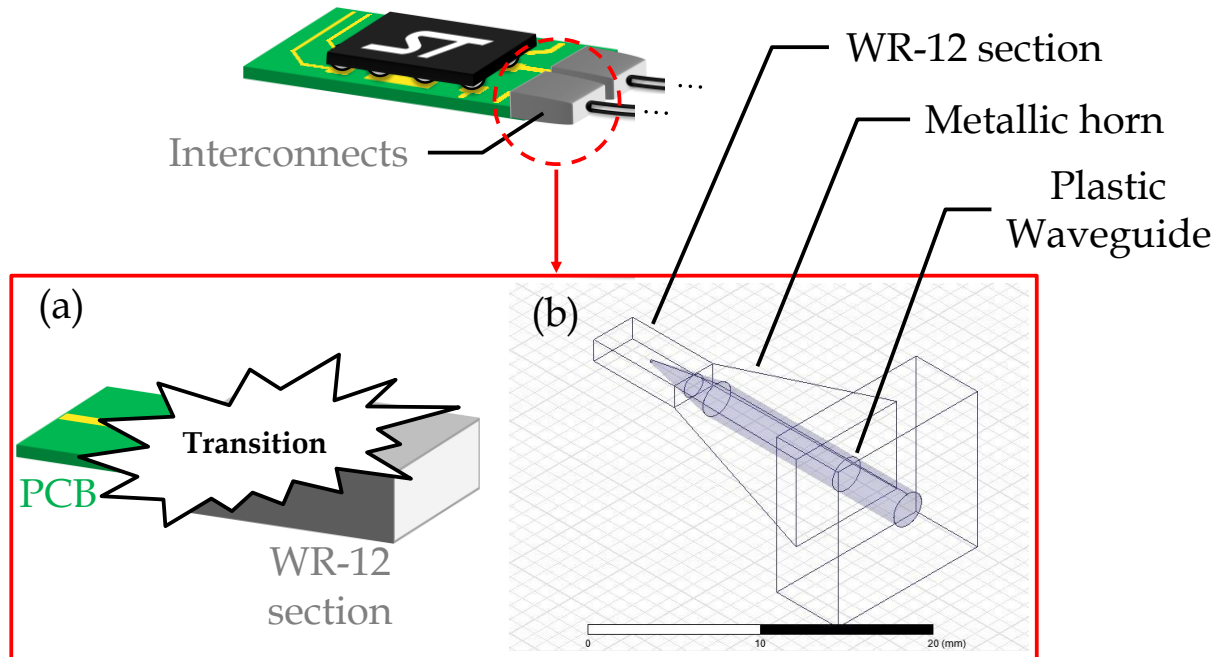 ST
WR-12 section
Metallic horn
Interconnects
...
...
Plastic
Waveguide
(a)
(b)
Transition
PCB
WR-12
section
0
10
20 (mm)